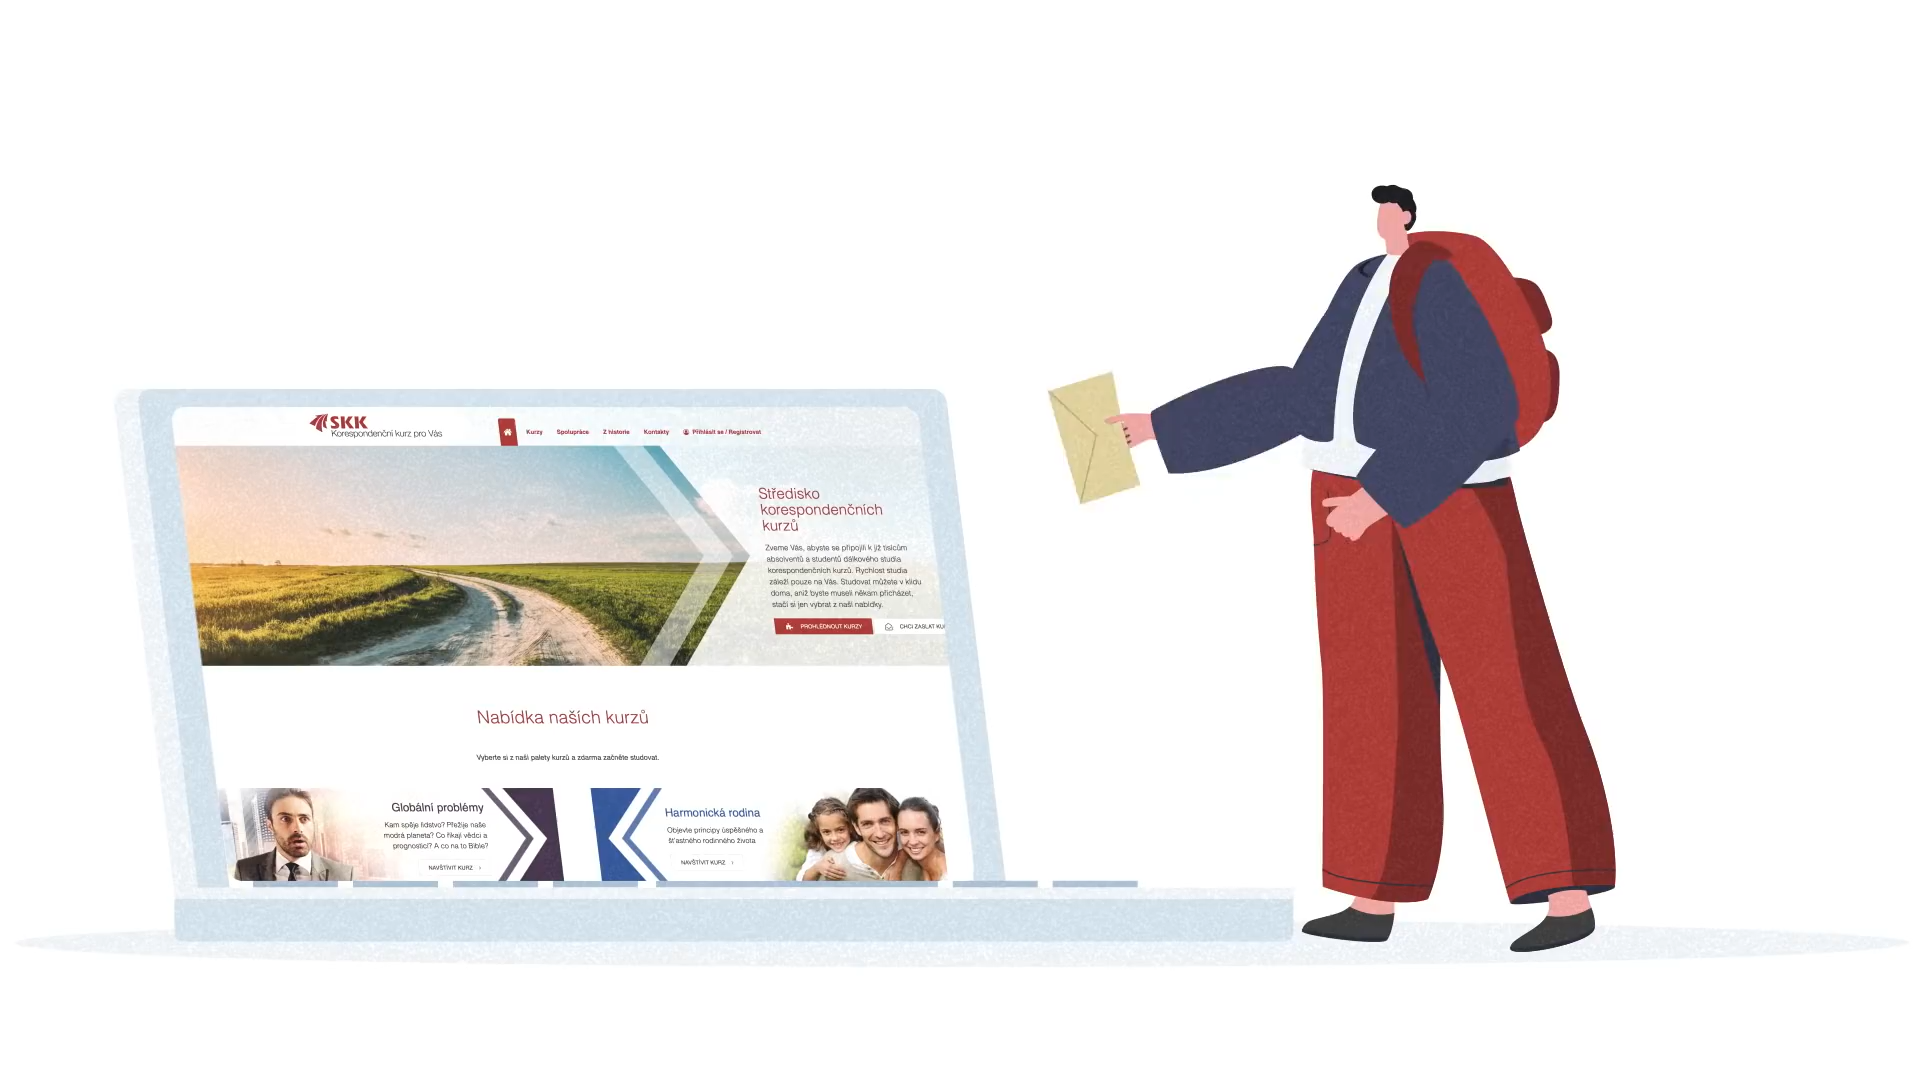 SKK
Korespondenční kurz pro Vás
Kurzy Spolupráce Z historie Kontakty Přihlásit se / Registrovat
Středisko
korespondenčních
kurzů
Zveme Vás, abyste se připojili k již tisícům
absolventů a studentů dálkového studia
korespondenčních kurzů. Rychlost studia
záleží pouze na Vás. Studovat můžete v klidu
doma, aniž byste museli někam přicházet,
stačí si jen vybrat z naší nabídky.
PROHLÉDNOUT KURZY CHCI ZASLAT
Nabídka naších kurzů
Vyberte si z naší palety kurzů a zdarma začněte studovat.
Globální problémy
Kam spěje lidstvo? Přežije naše
modrá planeta? Co říkají vědci a
prognostici? A co na to Bible?
NAVŠTÍVIT KURZ
Harmonická rodina
Objevte principy úspěšného a
šťastného rodinného života
NAVŠTÍVIT KURZ